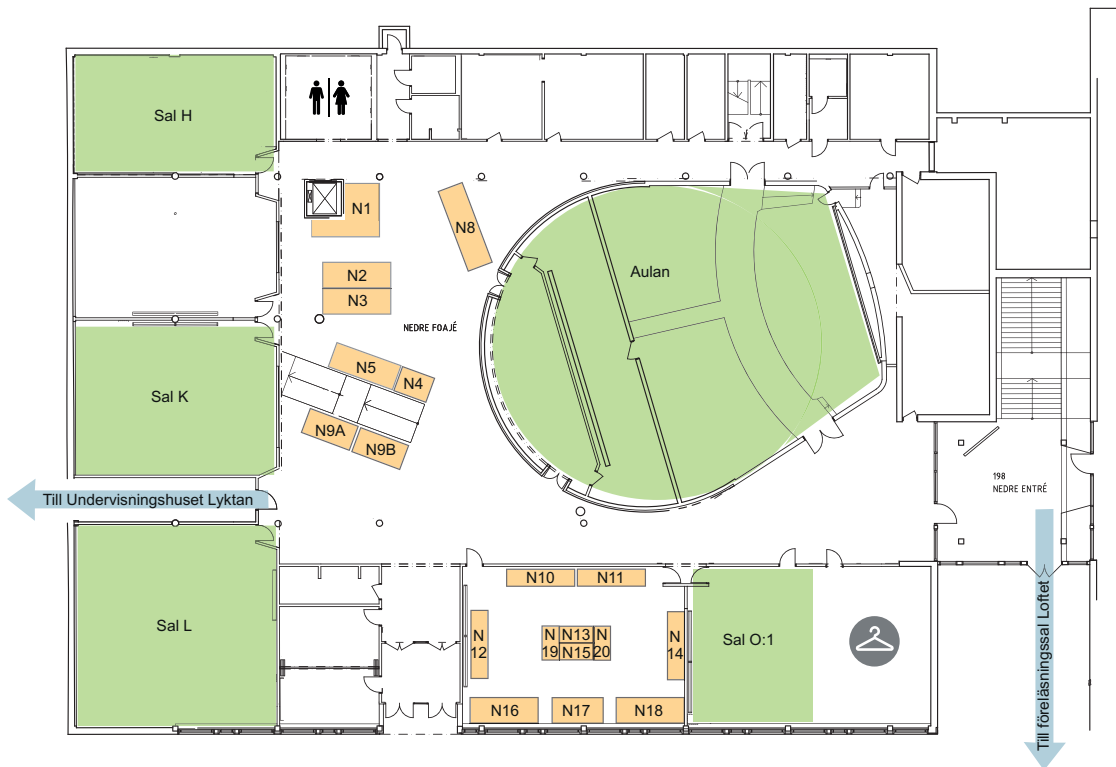 Sal H
N1
N8
N2
N3
Aulan
NEDRE FOAJÉ
N5
N4
Sal K
N9A
N9B
Till Undervisningshuset Lyktan
198
NEDRE ENTRÉ
N10
N11
Sal L
N
12
N
19
N13
N15
N
20
N
14
Sal O:1
N16
N17
N18
Till föreläsningssal Loftet